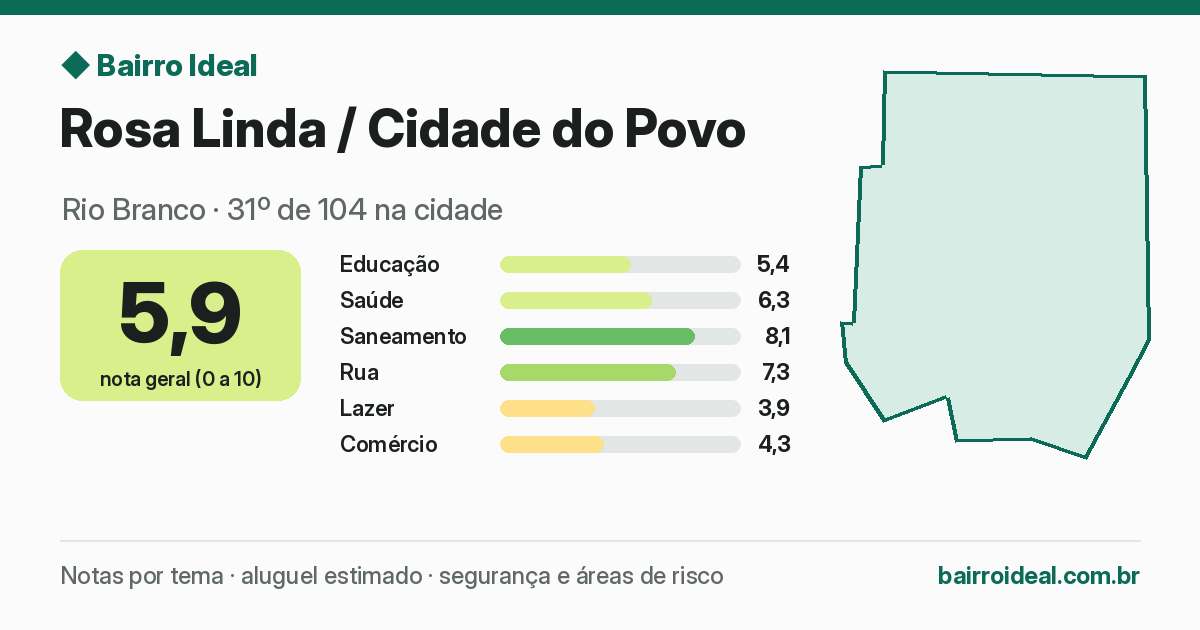 Bairro Ideal
Rosa Linda / Cidade do Povo
Rio Branco · 31º de 104 na cidade
5,9
nota geral (0 a 10)
Educação 5,4
Saúde 6,3
Saneamento 8,1
Rua 7,3
Lazer 3,9
Comércio 4,3
Notas por tema · aluguel estimado · segurança e áreas de risco
bairroideal.com.br